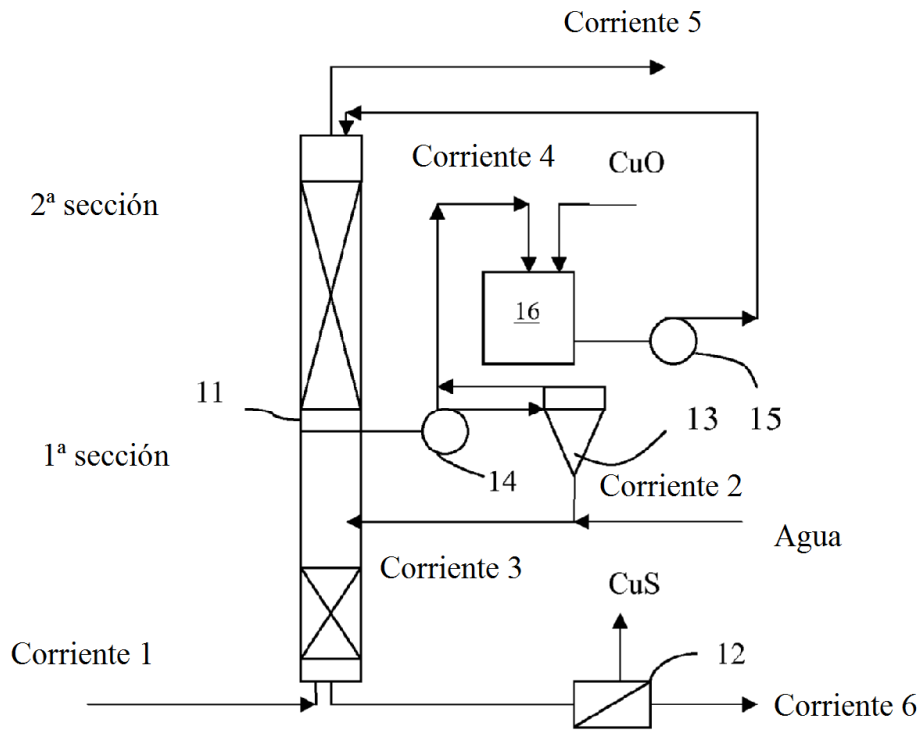 Corriente 5
Corriente 4
CuO
2ª sección
16
11
13
15
1ª sección
14
Corriente 2
Agua
Corriente 3
CuS
Corriente 1
12
Corriente 6